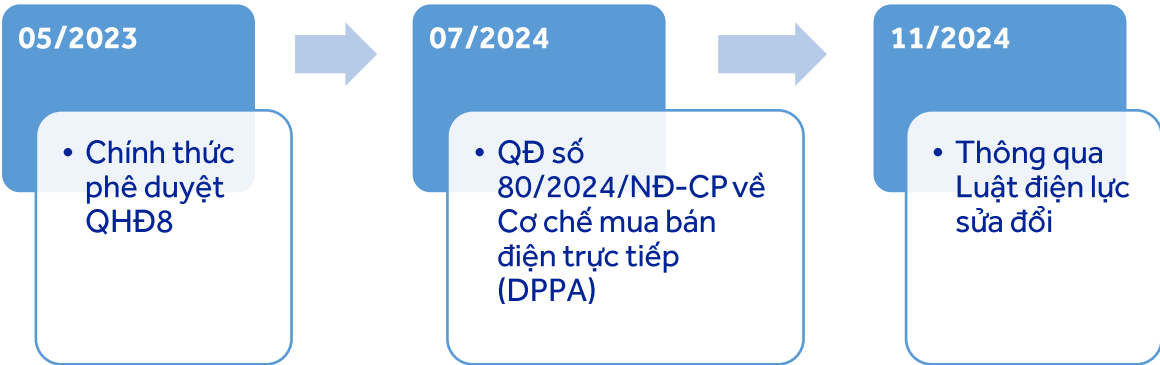 05/2023
• Chính thức
phê duyệt
QHĐ8
07/2024
• QĐ số
80/2024/NĐ-CP về
Cơ chế mua bán
điện trực tiếp
(DPPA)
11/2024
• Thông qua
Luật điện lực
sửa đổi